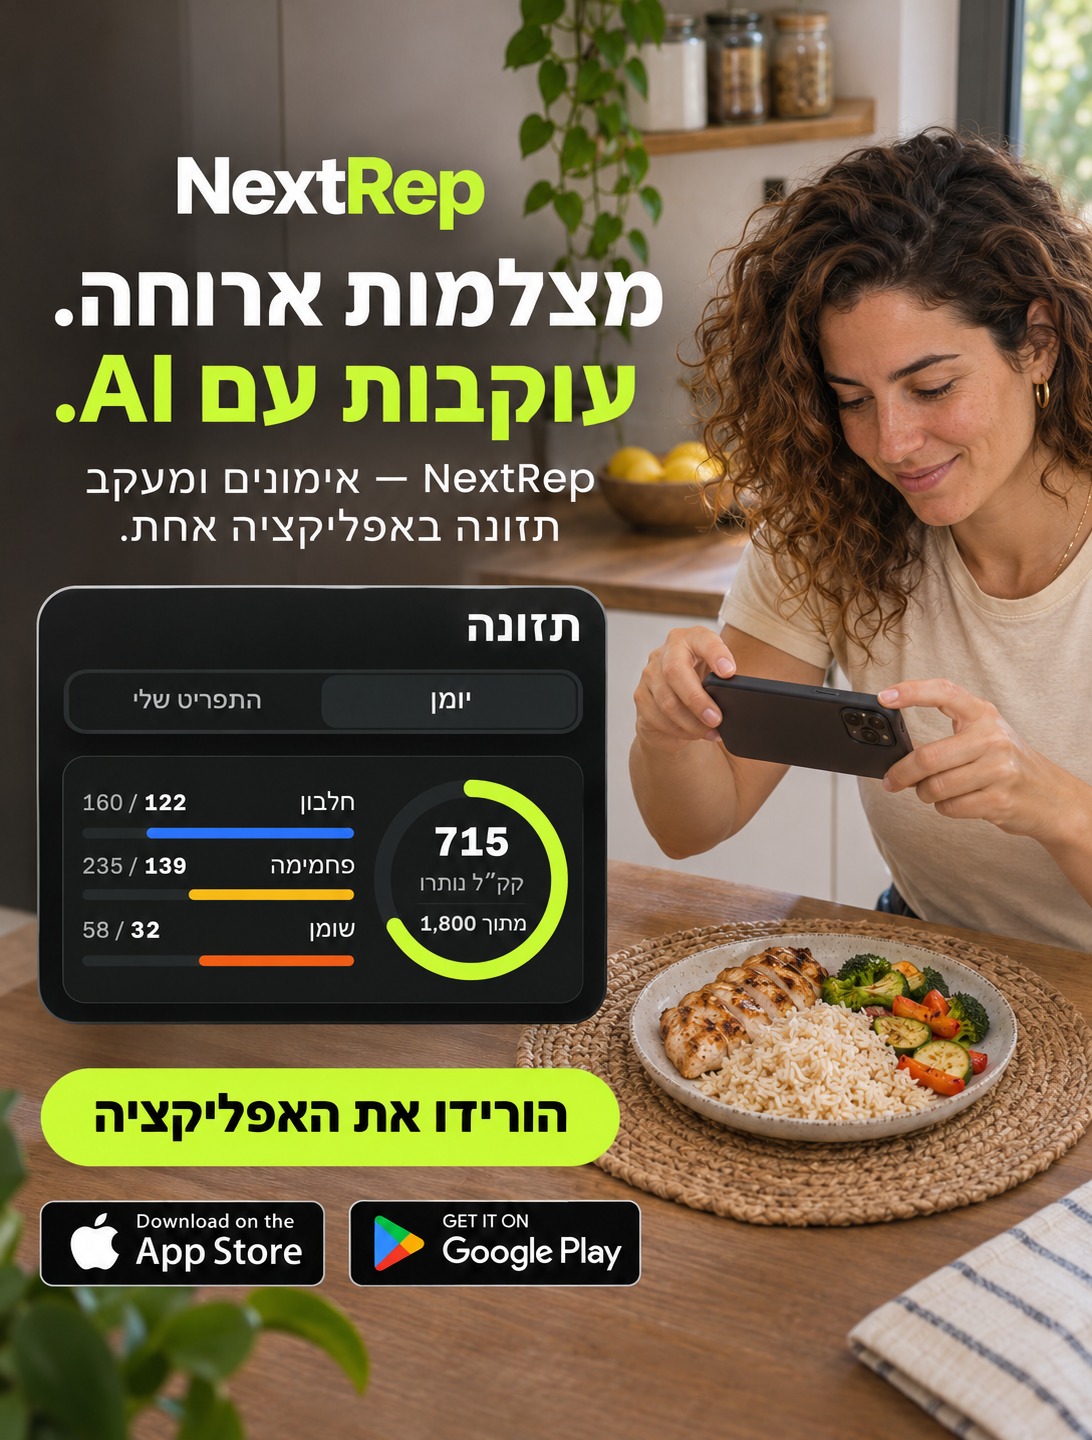 NextRep
מצלמות ארוחה.
עוקבות עם AI.
NextRep — אימונים ומעקב
תזונה באפליקציה אחת.
תזונה
יומן
התפריט שלי
715
קק״ל נותרו
מתוך 1,800
חלבון
122 / 160
פחמימה
139 / 235
שומן
32 / 58
הורידו את האפליקציה
Download on the
App Store
GET IT ON
Google Play